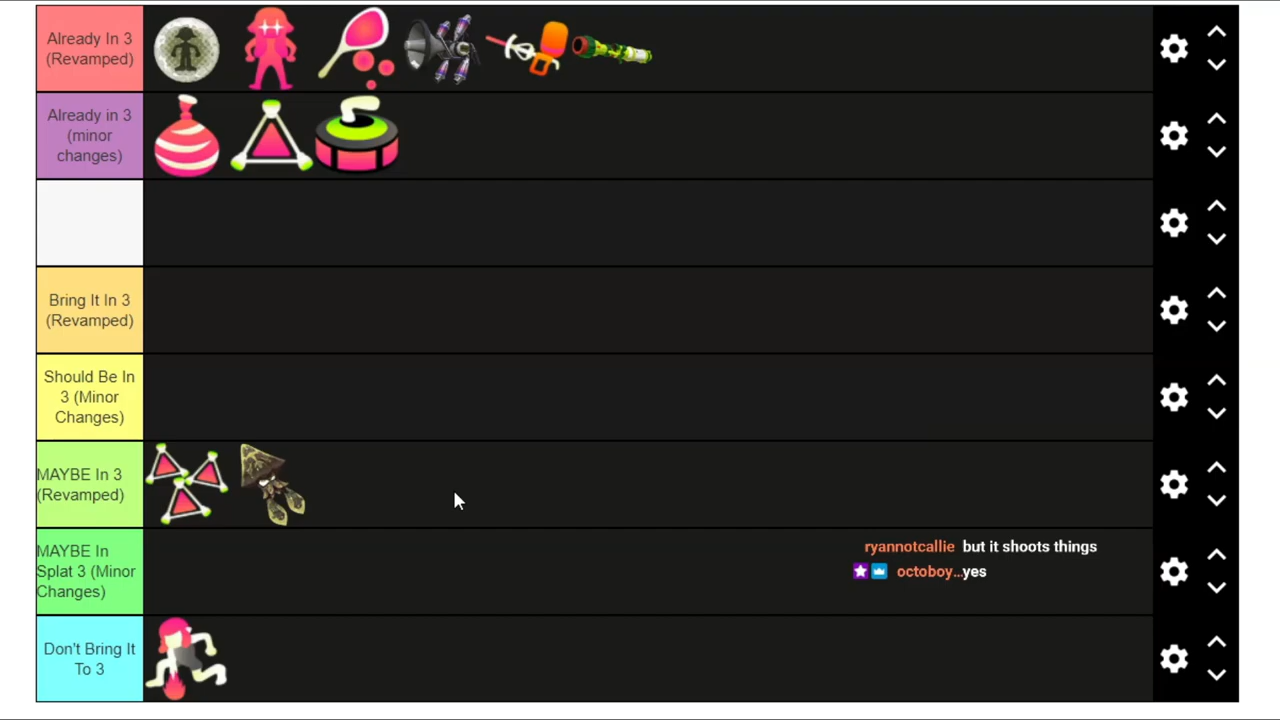 Already In 3
(Revamped)
Already in 3
(minor
changes)
Bring It In 3
(Revamped)
Should Be In
3 (Minor
Changes)
MAYBE In 3
(Revamped)
MAYBE In
Splat 3 (Minor
Changes)
ryannotcallie but it shoots things
octoboy...yes
Don't Bring It
To 3